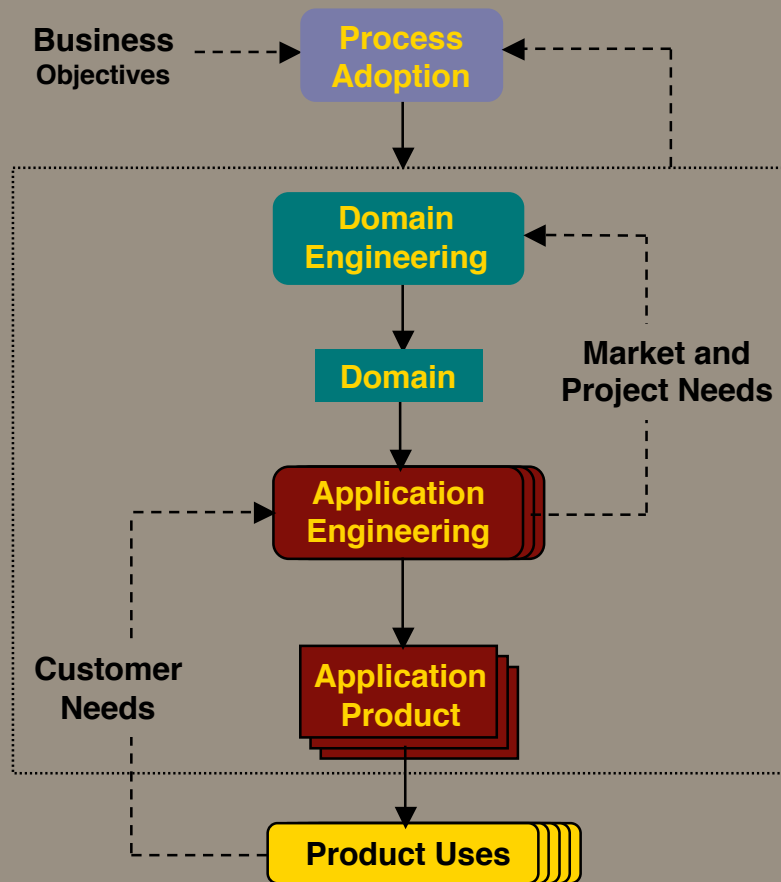 Business
Objectives
Process
Adoption
Domain
Engineering
Domain
Market and
Project Needs
Application
Engineering
Customer
Needs
Application
Product
Product Uses